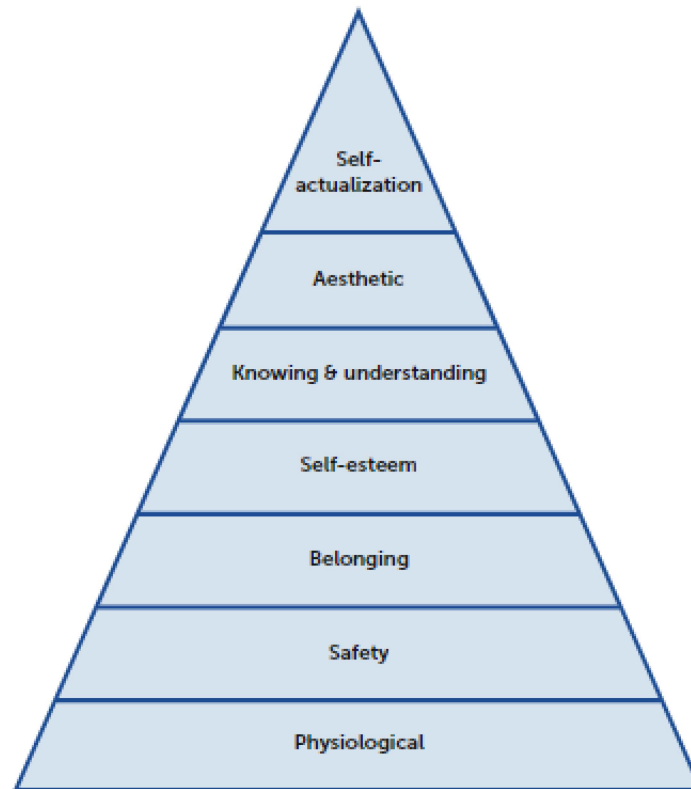 Self-
actualization
Aesthetic
Knowing & understanding
Self-esteem
Belonging
Safety
Physiological